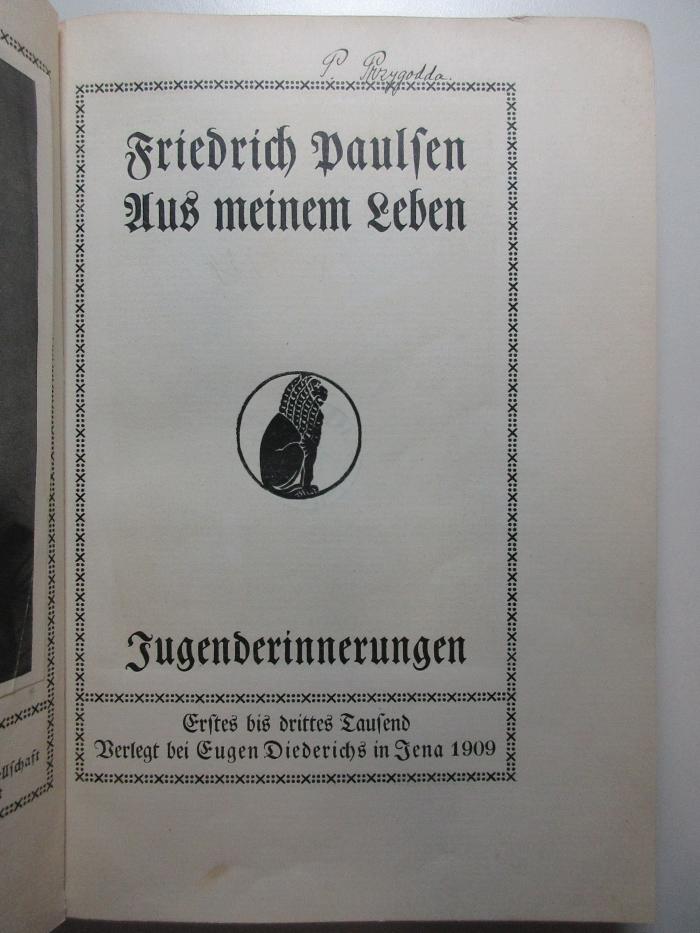 P. Przygodda.
Friedrich Paulſen
Aus meinem Leben
Jugenderinnerungen
Erſtes bis drittes Tauſend
Verlegt bei Eugen Diederichs in Jena 1909